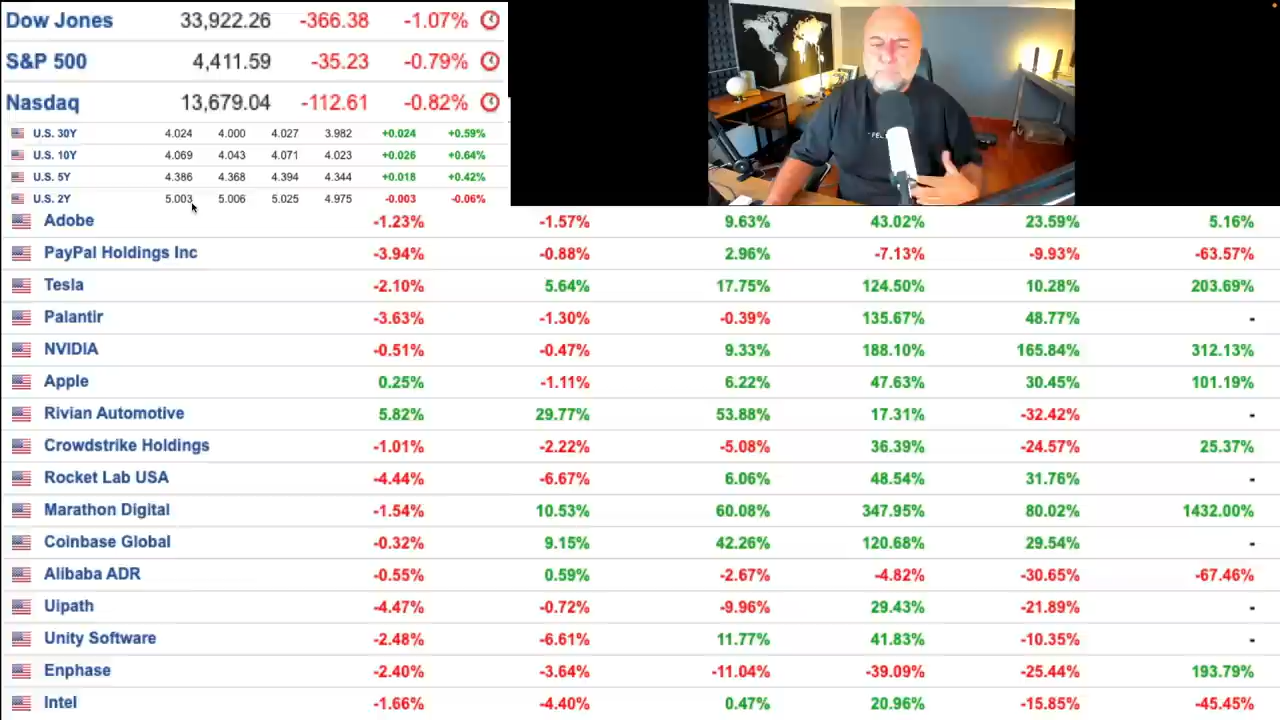 Dow Jones 33,922.26 -366.38 -1.07%
S&P 500 4,411.59 -35.23 -0.79%
Nasdaq 13,679.04 -112.61 -0.82%
U.S. 30Y 4.024 4.000 4.027 3.982 +0.024 +0.59%
U.S. 10Y 4.069 4.043 4.071 4.023 +0.026 +0.64%
U.S. 5Y 4.386 4.368 4.394 4.344 +0.018 +0.42%
U.S. 2Y 5.003 5.006 5.025 4.975 -0.003 -0.06%
Adobe -1.23% -1.57% 9.63% 43.02% 23.59% 5.16%
PayPal Holdings Inc -3.94% -0.88% 2.96% -7.13% -9.93% -63.57%
Tesla -2.10% 5.64% 17.75% 124.50% 10.28% 203.69%
Palantir -3.63% -1.30% -0.39% 135.67% 48.77% -
NVIDIA -0.51% -0.47% 9.33% 188.10% 165.84% 312.13%
Apple 0.25% -1.11% 6.22% 47.63% 30.45% 101.19%
Rivian Automotive 5.82% 29.77% 53.88% 17.31% -32.42% -
Crowdstrike Holdings -1.01% -2.22% -5.08% 36.39% -24.57% 25.37%
Rocket Lab USA -4.44% -6.67% 6.06% 48.54% 31.76% -
Marathon Digital -1.54% 10.53% 60.08% 347.95% 80.02% 1432.00%
Coinbase Global -0.32% 9.15% 42.26% 120.68% 29.54% -
Alibaba ADR -0.55% 0.59% -2.67% -4.82% -30.65% -67.46%
Uipath -4.47% -0.72% -9.96% 29.43% -21.89% -
Unity Software -2.48% -6.61% 11.77% 41.83% -10.35% -
Enphase -2.40% -3.64% -11.04% -39.09% -25.44% 193.79%
Intel -1.66% -4.40% 0.47% 20.96% -15.85% -45.45%